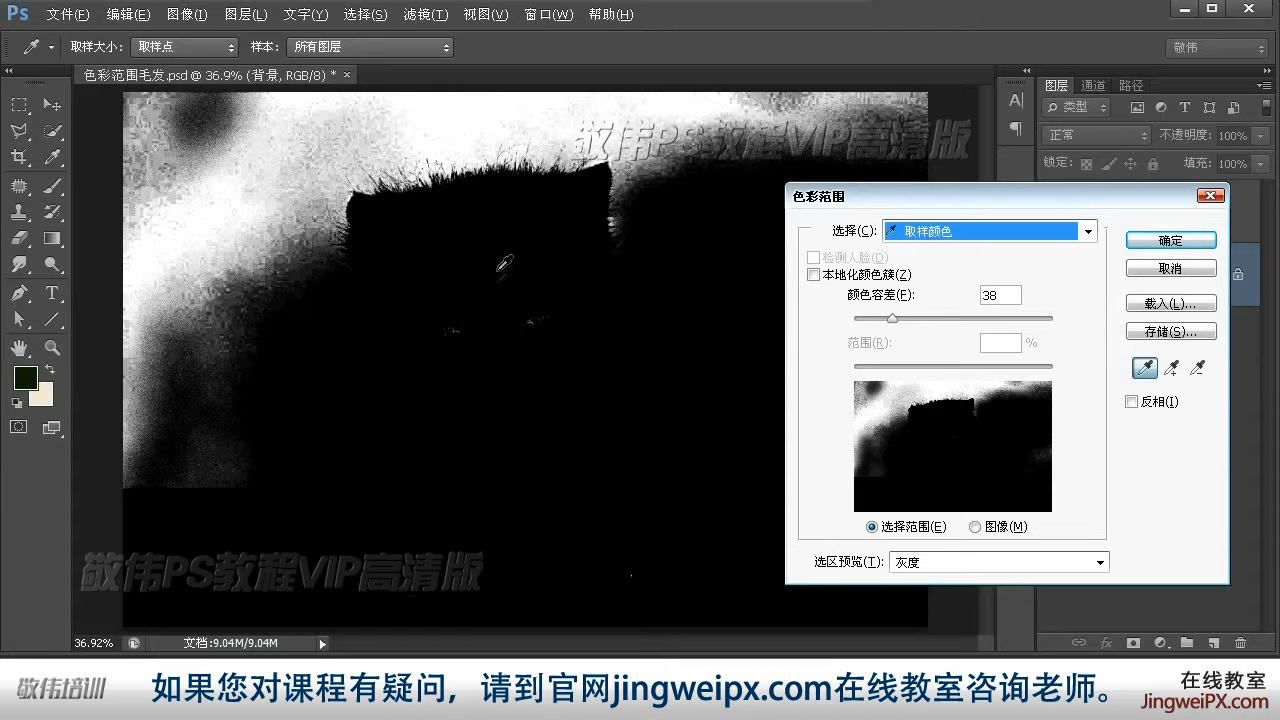 Ps 文件(F) 编辑(E) 图像(I) 图层(L) 文字(Y) 选择(S) 滤镜(T) 视图(V) 窗口(W) 帮助(H)
取样大小: 取样点 样本: 所有图层 敬伟
色彩范围毛发.psd @ 36.9% (背景, RGB/8) * ×
图层 通道 路径
类型
正常 不透明度: 100%
锁定: 填充: 100%
敬伟PS教程VIP高清版
色彩范围
选择(C): 取样颜色
检测人脸(D)
本地化颜色簇(Z)
颜色容差(F): 38
范围(R): %
选择范围(E) 图像(M)
选区预览(T): 灰度
确定
取消
载入(L)...
存储(S)...
反相(I)
敬伟PS教程VIP高清版
36.92% 文档:9.04M/9.04M
敬伟培训
如果您对课程有疑问，请到官网jingweipx.com在线教室咨询老师。
在线教室
JingweiPX.com